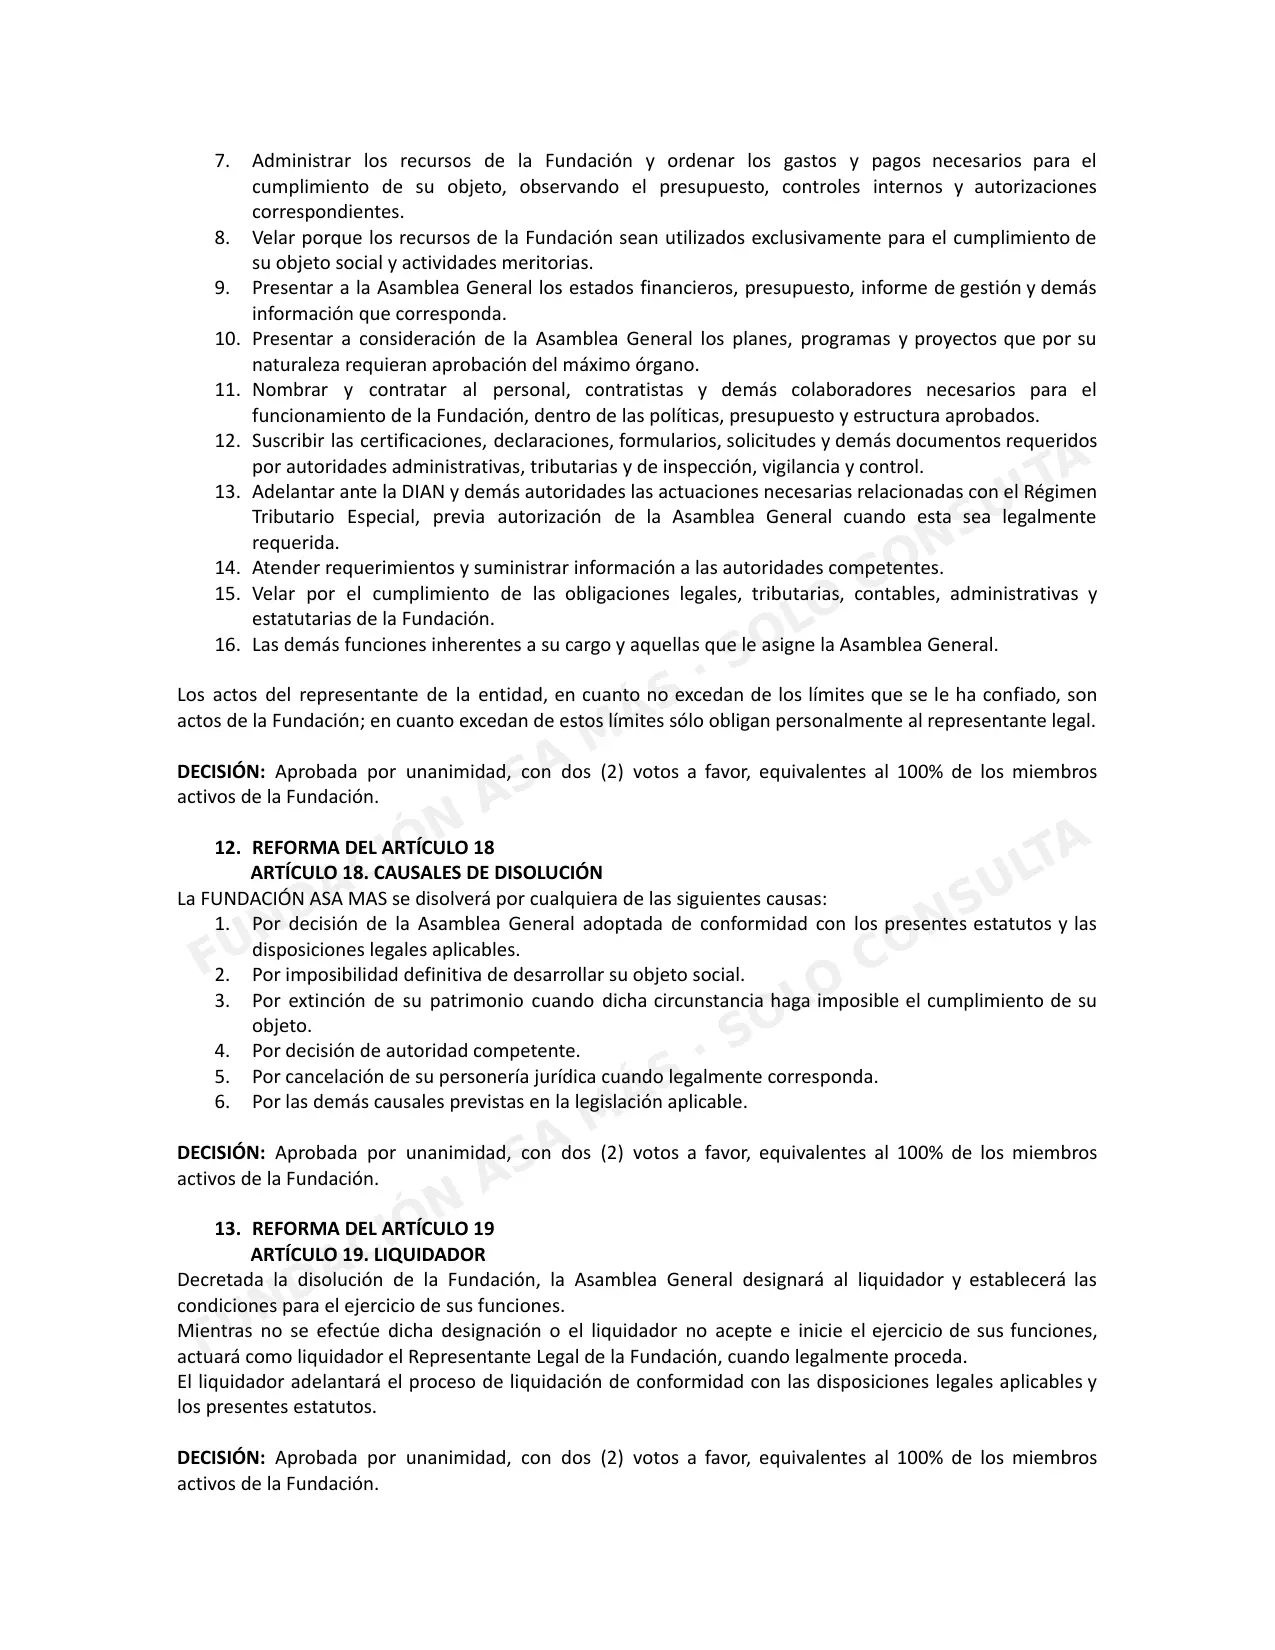 7. Administrar los recursos de la Fundación y ordenar los gastos y pagos necesarios para el
cumplimiento de su objeto, observando el presupuesto, controles internos y autorizaciones
correspondientes.
8. Velar porque los recursos de la Fundación sean utilizados exclusivamente para el cumplimiento de
su objeto social y actividades meritorias.
9. Presentar a la Asamblea General los estados financieros, presupuesto, informe de gestión y demás
información que corresponda.
10. Presentar a consideración de la Asamblea General los planes, programas y proyectos que por su
naturaleza requieran aprobación del máximo órgano.
11. Nombrar y contratar al personal, contratistas y demás colaboradores necesarios para el
funcionamiento de la Fundación, dentro de las políticas, presupuesto y estructura aprobados.
12. Suscribir las certificaciones, declaraciones, formularios, solicitudes y demás documentos requeridos
por autoridades administrativas, tributarias y de inspección, vigilancia y control.
13. Adelantar ante la DIAN y demás autoridades las actuaciones necesarias relacionadas con el Régimen
Tributario Especial, previa autorización de la Asamblea General cuando esta sea legalmente
requerida.
14. Atender requerimientos y suministrar información a las autoridades competentes.
15. Velar por el cumplimiento de las obligaciones legales, tributarias, contables, administrativas y
estatutarias de la Fundación.
16. Las demás funciones inherentes a su cargo y aquellas que le asigne la Asamblea General.
Los actos del representante de la entidad, en cuanto no excedan de los límites que se le ha confiado, son
actos de la Fundación; en cuanto excedan de estos límites sólo obligan personalmente al representante legal.
DECISIÓN: Aprobada por unanimidad, con dos (2) votos a favor, equivalentes al 100% de los miembros
activos de la Fundación.
12. REFORMA DEL ARTÍCULO 18
ARTÍCULO 18. CAUSALES DE DISOLUCIÓN
La FUNDACIÓN ASA MAS se disolverá por cualquiera de las siguientes causas:
1. Por decisión de la Asamblea General adoptada de conformidad con los presentes estatutos y las
disposiciones legales aplicables.
2. Por imposibilidad definitiva de desarrollar su objeto social.
3. Por extinción de su patrimonio cuando dicha circunstancia haga imposible el cumplimiento de su
objeto.
4. Por decisión de autoridad competente.
5. Por cancelación de su personería jurídica cuando legalmente corresponda.
6. Por las demás causales previstas en la legislación aplicable.
DECISIÓN: Aprobada por unanimidad, con dos (2) votos a favor, equivalentes al 100% de los miembros
activos de la Fundación.
13. REFORMA DEL ARTÍCULO 19
ARTÍCULO 19. LIQUIDADOR
Decretada la disolución de la Fundación, la Asamblea General designará al liquidador y establecerá las
condiciones para el ejercicio de sus funciones.
Mientras no se efectúe dicha designación o el liquidador no acepte e inicie el ejercicio de sus funciones,
actuará como liquidador el Representante Legal de la Fundación, cuando legalmente proceda.
El liquidador adelantará el proceso de liquidación de conformidad con las disposiciones legales aplicables y
los presentes estatutos.
DECISIÓN: Aprobada por unanimidad, con dos (2) votos a favor, equivalentes al 100% de los miembros
activos de la Fundación.
FUNDACIÓN ASA MÁS · SOLO CONSULTA
FUNDACIÓN ASA MÁS · SOLO CONSULTA